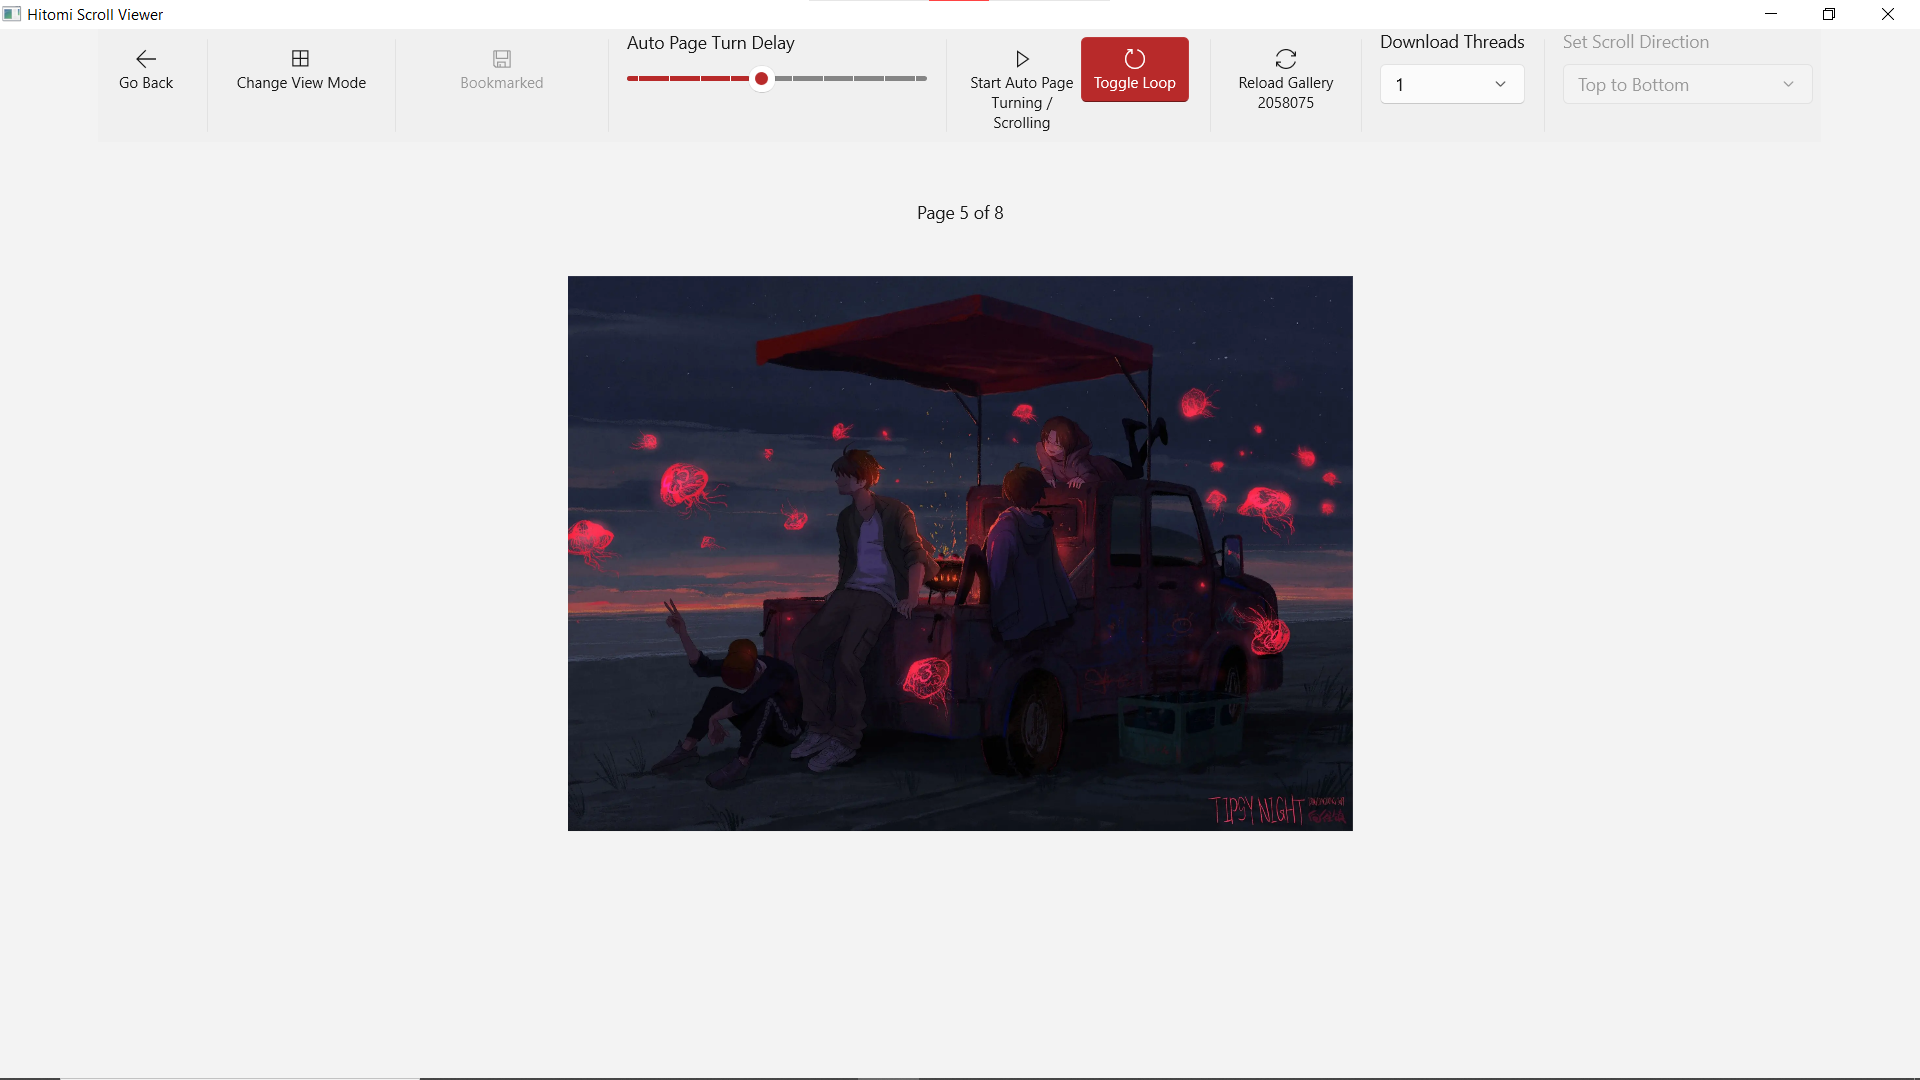 Hitomi Scroll Viewer
Go Back
Change View Mode
Bookmarked
Auto Page Turn Delay
Start Auto Page
Turning /
Scrolling
Toggle Loop
Reload Gallery
2058075
Download Threads
1
Set Scroll Direction
Top to Bottom
Page 5 of 8
TIPSY NIGHT